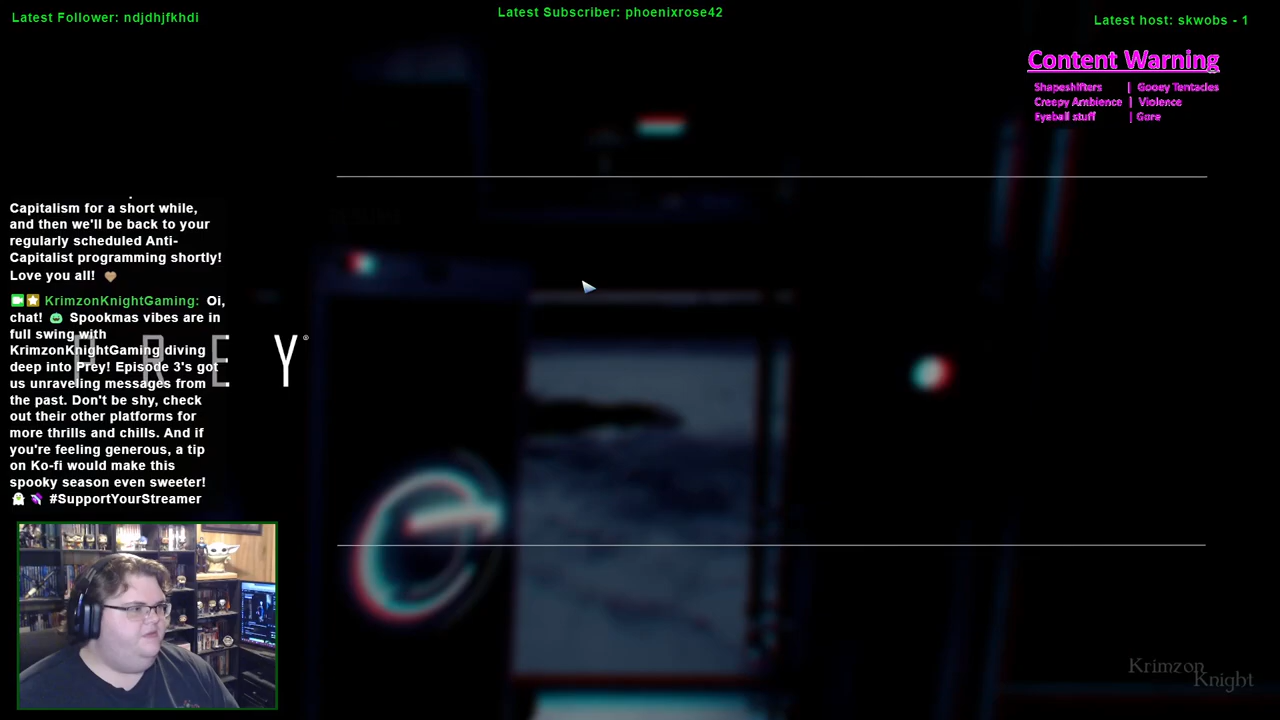 Latest Follower: ndjdhjfkhdi
Latest Subscriber: phoenixrose42
Latest host: skwobs - 1
Content Warning
Shapeshifters | Gooey Tentacles
Creepy Ambience | Violence
Eyeball stuff | Gore
Capitalism for a short while,
and then we'll be back to your
regularly scheduled Anti-
Capitalist programming shortly!
Love you all!
KrimzonKnightGaming: Oi,
chat! Spookmas vibes are in
full swing with
KrimzonKnightGaming diving
deep into Prey! Episode 3's got
us unraveling messages from
the past. Don't be shy, check
out their other platforms for
more thrills and chills. And if
you're feeling generous, a tip
on Ko-fi would make this
spooky season even sweeter!
#SupportYourStreamer
PREY®
Krimzon
Knight